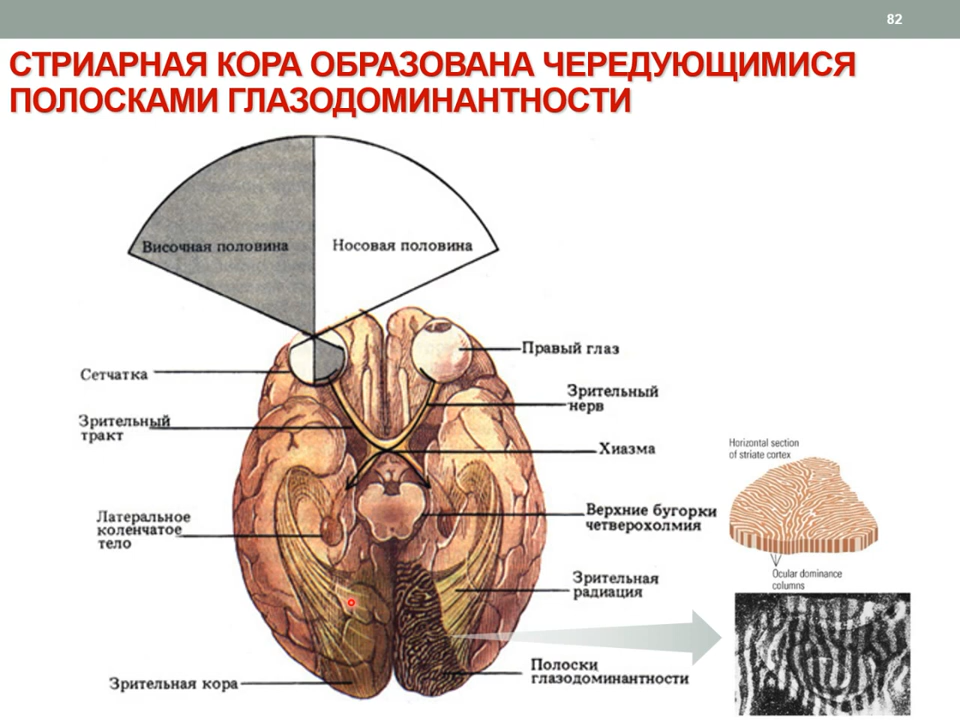 82
СТРИАРНАЯ КОРА ОБРАЗОВАНА ЧЕРЕДУЮЩИМИСЯ
ПОЛОСКАМИ ГЛАЗОДОМИНАНТНОСТИ
Височная половина
Носовая половина
Правый глаз
Сетчатка
Зрительный
нерв
Зрительный
тракт
Хиазма
Horizontal section
of striate cortex
Латеральное
коленчатое
тело
Верхние бугорки
четверохолмия
Ocular dominance
columns
Зрительная
радиация
Полоски
глазодоминантности
Зрительная кора